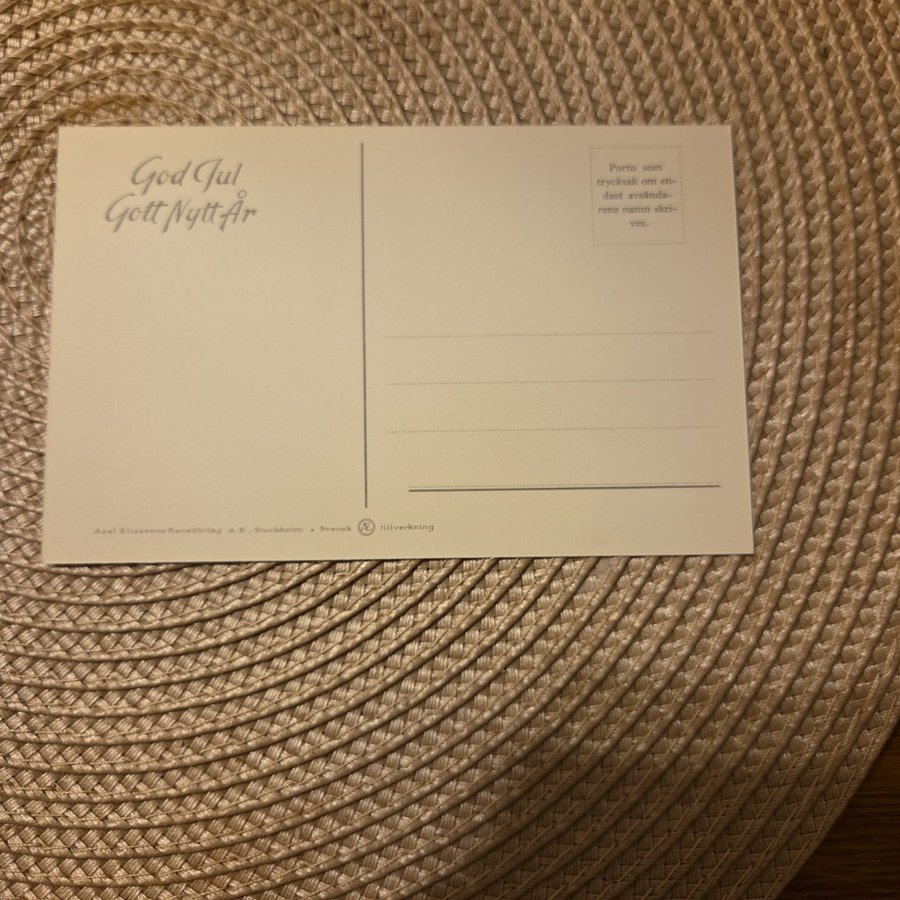 God Jul
Gott Nytt År
Porto som
trycksak om en-
dast avsända-
rens namn skri-
ves.
Axel Eliassons Konstförlag A.-B., Stockholm • Svensk Æ tillverkning